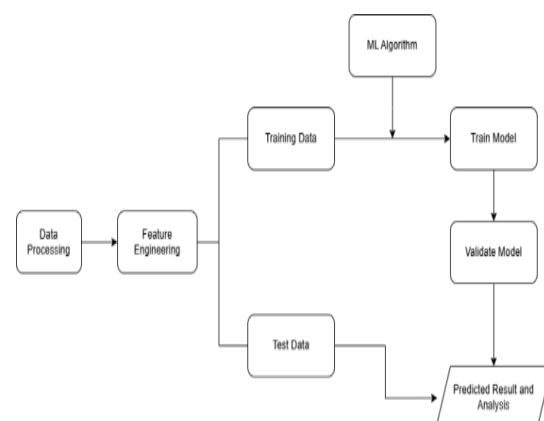 ML Algorithm
Training Data
Train Model
Data
Processing
Feature
Engineering
Validate Model
Test Data
Predicted Result and
Analysis